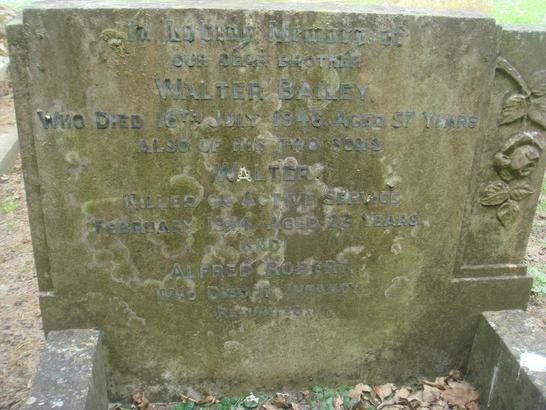 In Loving Memory of
OUR DEAR BROTHER
WALTER BAILEY
WHO DIED 16TH JULY 1948, AGED 57 YEARS
ALSO OF HIS TWO SONS
WALTER
KILLED ON ACTIVE SERVICE
FEBRUARY 1944 AGED 23 YEARS
AND
ALFRED ROBERT
WHO DIED IN INFANCY
REUNITED